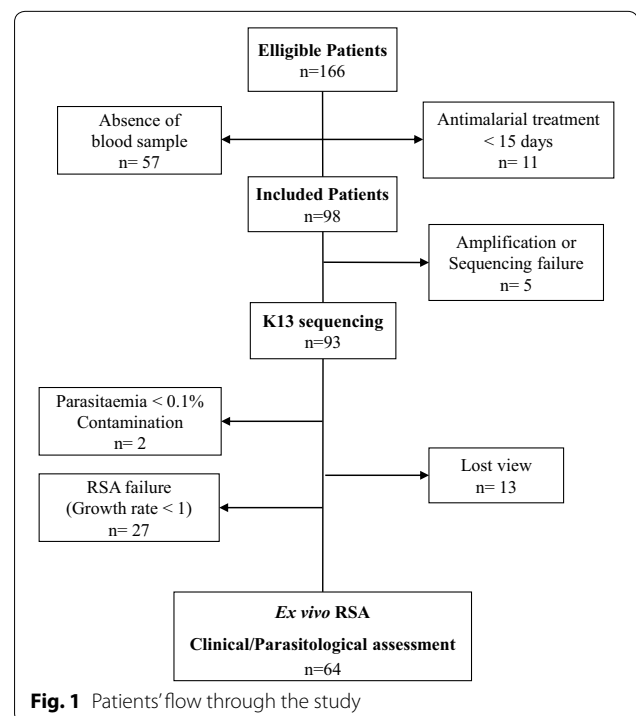 Elligible Patients
n=166
Absence of
blood sample
n= 57
Antimalarial treatment
< 15 days
n= 11
Included Patients
n=98
Amplification or
Sequencing failure
n= 5
K13 sequencing
n=93
Parasitaemia < 0.1%
Contamination
n= 2
Lost view
n= 13
RSA failure
(Growth rate < 1)
n= 27
Ex vivo RSA
Clinical/Parasitological assessment
n=64
Fig. 1 Patients’ flow through the study